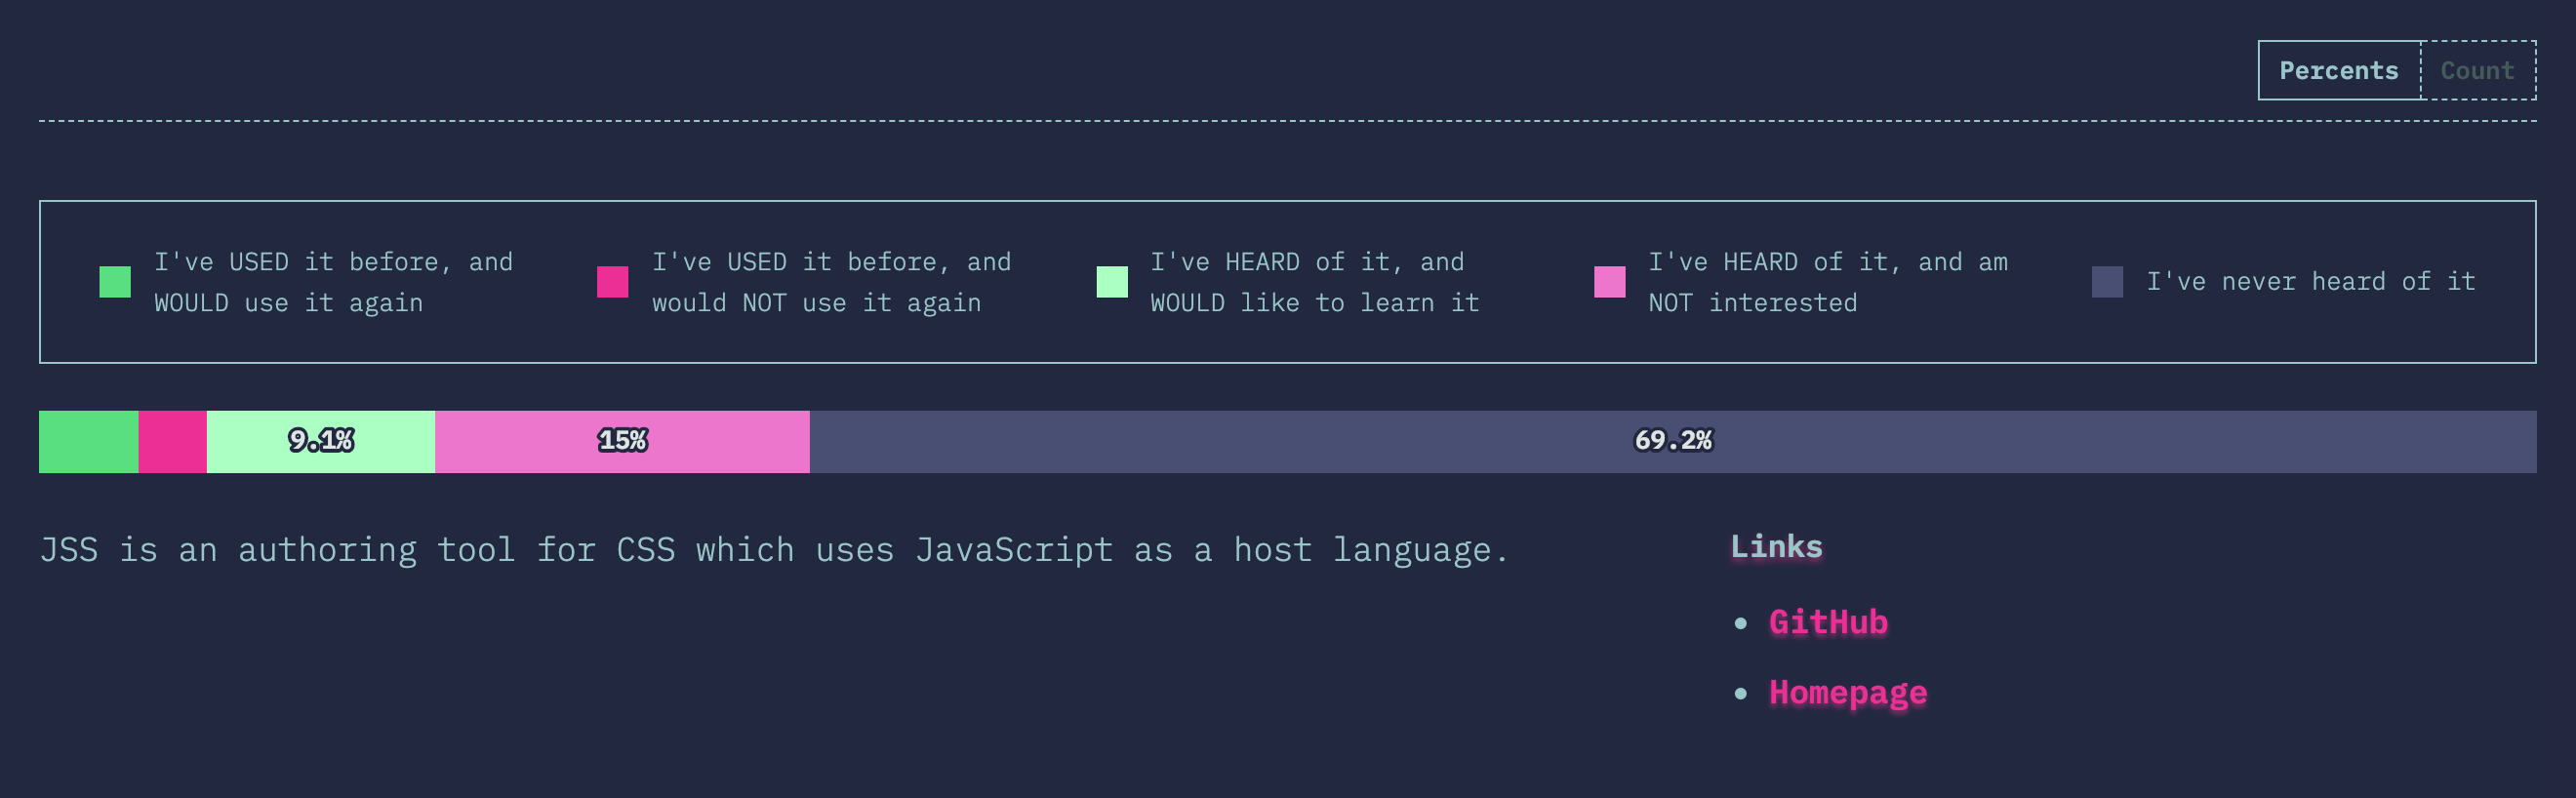 Percents Count
I've USED it before, and
WOULD use it again
I've USED it before, and
would NOT use it again
I've HEARD of it, and
WOULD like to learn it
I've HEARD of it, and am
NOT interested
I've never heard of it
9.1% 15% 69.2%
JSS is an authoring tool for CSS which uses JavaScript as a host language.
Links
GitHub
Homepage